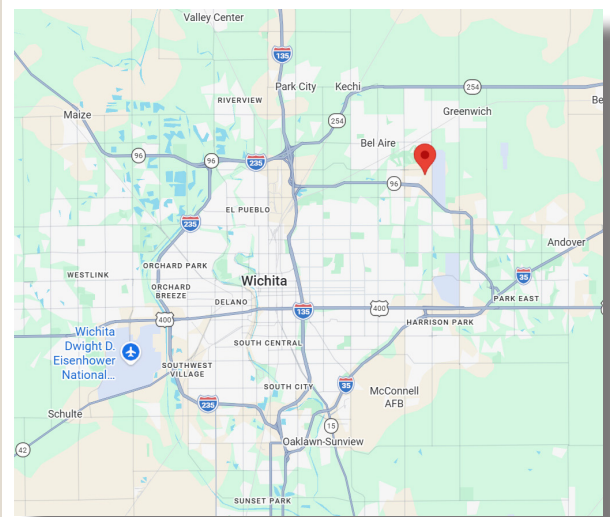 Valley Center
135
Park City
Kechi
254
Be
RIVERVIEW
Maize
Greenwich
254
Bel Aire
96
96
235
96
EL PUEBLO
235
Andover
ORCHARD PARK
WESTLINK
35
Wichita
ORCHARD
BREEZE
DELANO
PARK EAST
135
400
400
HARRISON PARK
Wichita
Dwight D.
Eisenhower
National...
SOUTH CENTRAL
SOUTHWEST
VILLAGE
SOUTH CITY
35
McConnell
AFB
235
Schulte
15
Oaklawn-Sunview
42
SUNSET PARK